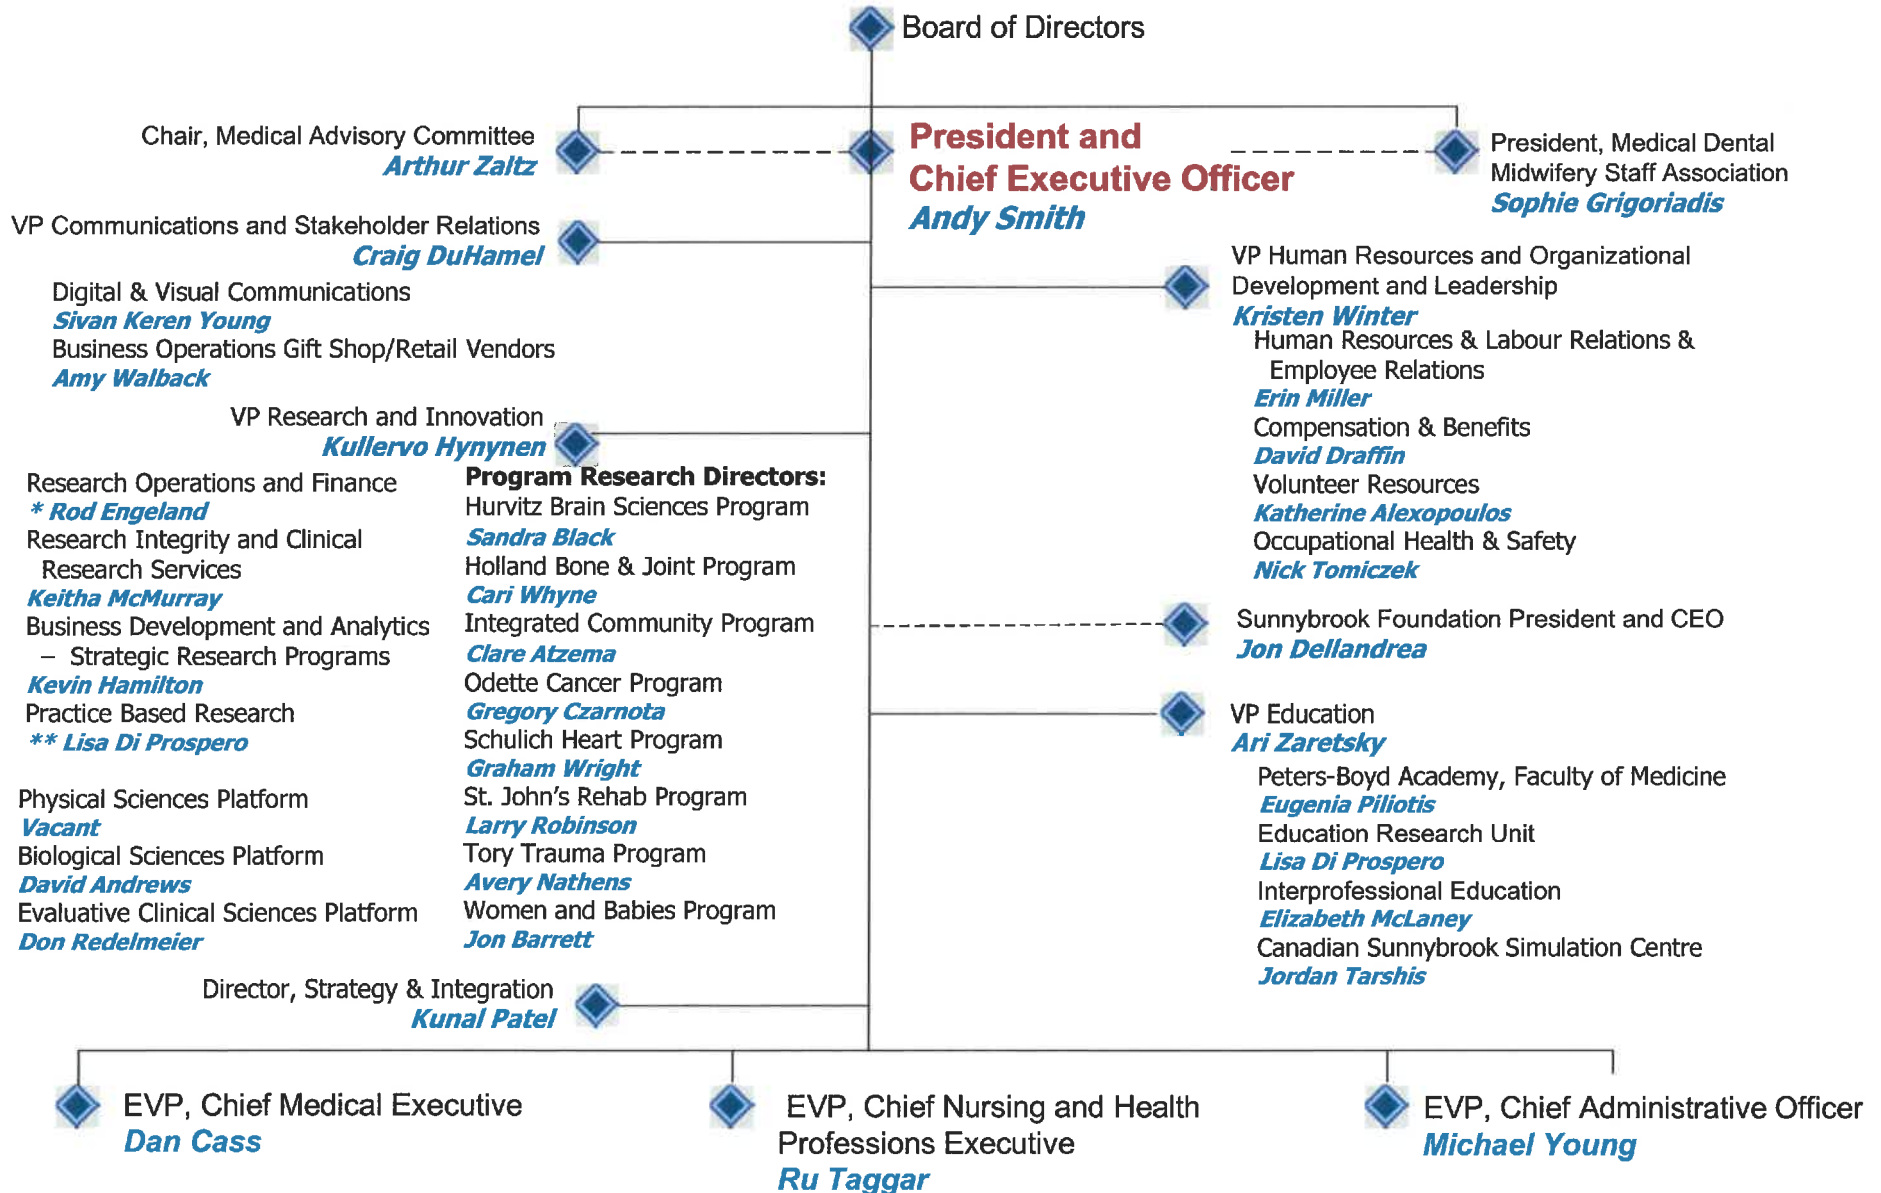 Board of Directors
Chair, Medical Advisory Committee
Arthur Zaltz
President and
Chief Executive Officer
Andy Smith
President, Medical Dental
Midwifery Staff Association
Sophie Grigoriadis
VP Communications and Stakeholder Relations
Craig DuHamel
Digital & Visual Communications
Sivan Keren Young
Business Operations Gift Shop/Retail Vendors
Amy Walback
VP Human Resources and Organizational
Development and Leadership
Kristen Winter
Human Resources & Labour Relations &
Employee Relations
Erin Miller
Compensation & Benefits
David Draffin
Volunteer Resources
Katherine Alexopoulos
Occupational Health & Safety
Nick Tomiczek
VP Research and Innovation
Kullervo Hynynen
Research Operations and Finance
* Rod Engeland
Research Integrity and Clinical
Research Services
Keitha McMurray
Business Development and Analytics
– Strategic Research Programs
Kevin Hamilton
Practice Based Research
** Lisa Di Prospero
Physical Sciences Platform
Vacant
Biological Sciences Platform
David Andrews
Evaluative Clinical Sciences Platform
Don Redelmeier
Program Research Directors:
Hurvitz Brain Sciences Program
Sandra Black
Holland Bone & Joint Program
Cari Whyne
Integrated Community Program
Clare Atzema
Odette Cancer Program
Gregory Czarnota
Schulich Heart Program
Graham Wright
St. John's Rehab Program
Larry Robinson
Tory Trauma Program
Avery Nathens
Women and Babies Program
Jon Barrett
Sunnybrook Foundation President and CEO
Jon Dellandrea
VP Education
Ari Zaretsky
Peters-Boyd Academy, Faculty of Medicine
Eugenia Piliotis
Education Research Unit
Lisa Di Prospero
Interprofessional Education
Elizabeth McLaney
Canadian Sunnybrook Simulation Centre
Jordan Tarshis
Director, Strategy & Integration
Kunal Patel
EVP, Chief Medical Executive
Dan Cass
EVP, Chief Nursing and Health
Professions Executive
Ru Taggar
EVP, Chief Administrative Officer
Michael Young